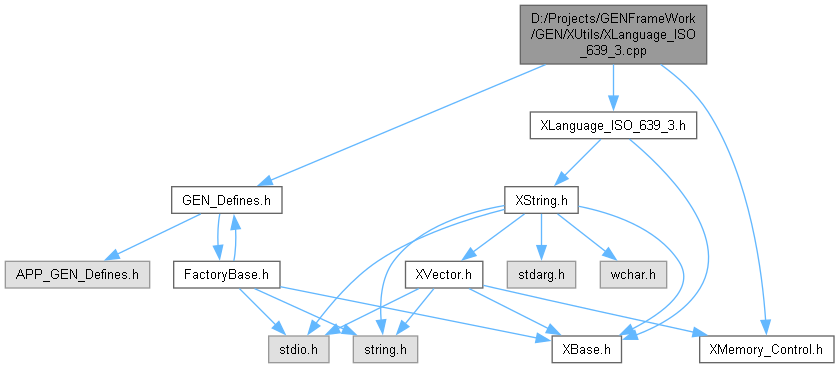 D:/Projects/GENFrameWork
/GEN/XUtils/XLanguage_ISO
_639_3.cpp
XLanguage_ISO_639_3.h
GEN_Defines.h
XString.h
APP_GEN_Defines.h
FactoryBase.h
XVector.h
stdarg.h
wchar.h
stdio.h
string.h
XBase.h
XMemory_Control.h